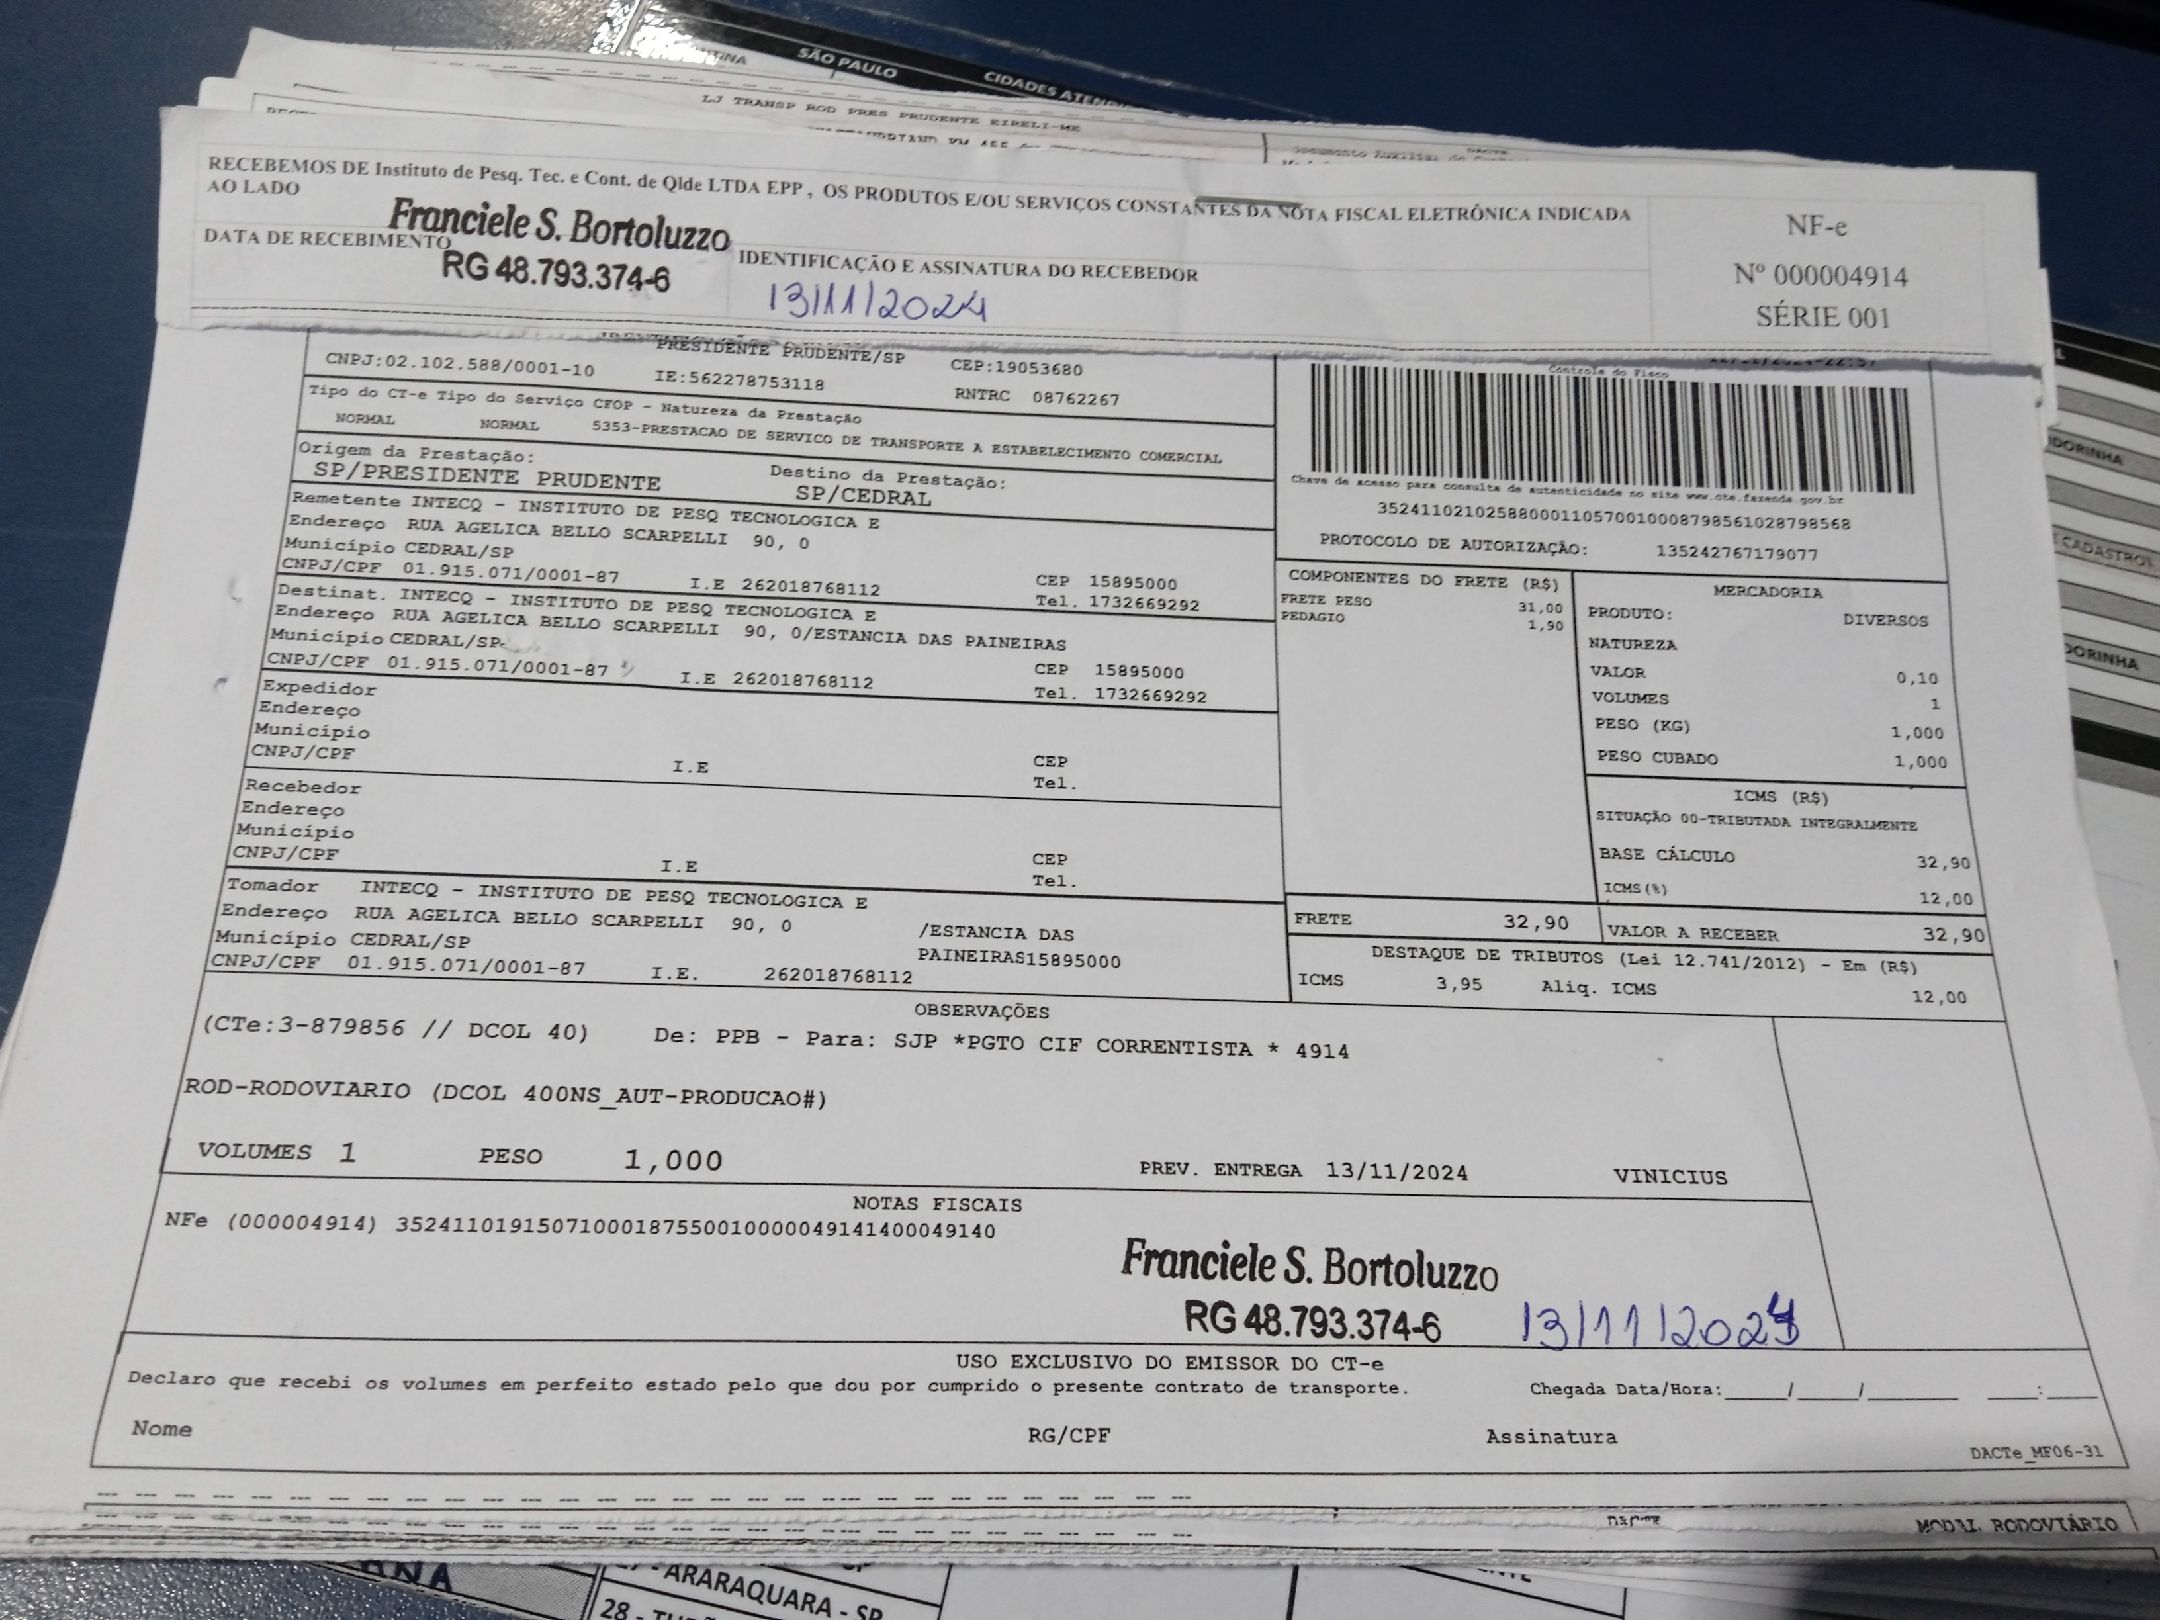 SÃO PAULO
CIDADES ATEN
LJ TRANSP ROD PRES PRUDENTE EIRELI-ME
RECEBEMOS DE Instituto de Pesq. Tec. e Cont. de Qlde LTDA EPP , OS PRODUTOS E/OU SERVIÇOS CONSTANTES DA NOTA FISCAL ELETRÔNICA INDICADA
AO LADO
Franciele S. Bortoluzzo
DATA DE RECEBIMENTO
RG 48.793.374-6
IDENTIFICAÇÃO E ASSINATURA DO RECEBEDOR
13/11/2024
NF-e
Nº 000004914
SÉRIE 001
PRESIDENTE PRUDENTE/SP CEP:19053680
CNPJ:02.102.588/0001-10 IE:562278753118 RNTRC 08762267
Tipo do CT-e Tipo do Serviço CFOP - Natureza da Prestação
NORMAL NORMAL 5353-PRESTACAO DE SERVICO DE TRANSPORTE A ESTABELECIMENTO COMERCIAL
Origem da Prestação: Destino da Prestação:
SP/PRESIDENTE PRUDENTE SP/CEDRAL
Remetente INTECQ - INSTITUTO DE PESQ TECNOLOGICA E
Endereço RUA AGELICA BELLO SCARPELLI 90, 0
Município CEDRAL/SP CEP 15895000
CNPJ/CPF 01.915.071/0001-87 I.E 262018768112 Tel. 1732669292
Destinat. INTECQ - INSTITUTO DE PESQ TECNOLOGICA E
Endereço RUA AGELICA BELLO SCARPELLI 90, 0/ESTANCIA DAS PAINEIRAS
Município CEDRAL/SP CEP 15895000
CNPJ/CPF 01.915.071/0001-87 I.E 262018768112 Tel. 1732669292
Expedidor
Endereço
Município CEP
CNPJ/CPF I.E Tel.
Recebedor
Endereço
Município CEP
CNPJ/CPF I.E Tel.
Tomador INTECQ - INSTITUTO DE PESQ TECNOLOGICA E
Endereço RUA AGELICA BELLO SCARPELLI 90, 0 /ESTANCIA DAS
Município CEDRAL/SP PAINEIRAS15895000
CNPJ/CPF 01.915.071/0001-87 I.E. 262018768112
Controle do Fisco
Chave de acesso para consulta de autenticidade no site www.cte.fazenda.gov.br
35241102102588000110570010008798561028798568
PROTOCOLO DE AUTORIZAÇÃO: 135242767179077
COMPONENTES DO FRETE (R$)
FRETE PESO 31,00
PEDAGIO 1,90
MERCADORIA
PRODUTO: DIVERSOS
NATUREZA
VALOR 0,10
VOLUMES 1
PESO (KG) 1,000
PESO CUBADO 1,000
ICMS (R$)
SITUAÇÃO 00-TRIBUTADA INTEGRALMENTE
BASE CÁLCULO 32,90
ICMS(%) 12,00
FRETE 32,90 VALOR A RECEBER 32,90
DESTAQUE DE TRIBUTOS (Lei 12.741/2012) - Em (R$)
ICMS 3,95 Aliq. ICMS 12,00
OBSERVAÇÕES
(CTe:3-879856 // DCOL 40) De: PPB - Para: SJP *PGTO CIF CORRENTISTA * 4914
ROD-RODOVIARIO (DCOL 400NS_AUT-PRODUCAO#)
VOLUMES 1 PESO 1,000 PREV. ENTREGA 13/11/2024 VINICIUS
NOTAS FISCAIS
NFe (000004914) 35241101915071000187550010000049141400049140
Franciele S. Bortoluzzo
RG 48.793.374-6 13/11/2024
USO EXCLUSIVO DO EMISSOR DO CT-e
Declaro que recebi os volumes em perfeito estado pelo que dou por cumprido o presente contrato de transporte. Chegada Data/Hora:_____/_____/_______ ____:____
Nome RG/CPF Assinatura
DACTe_MF06-31
MODAL RODOVIÁRIO
ARARAQUARA - SP
28 -
CADASTROS